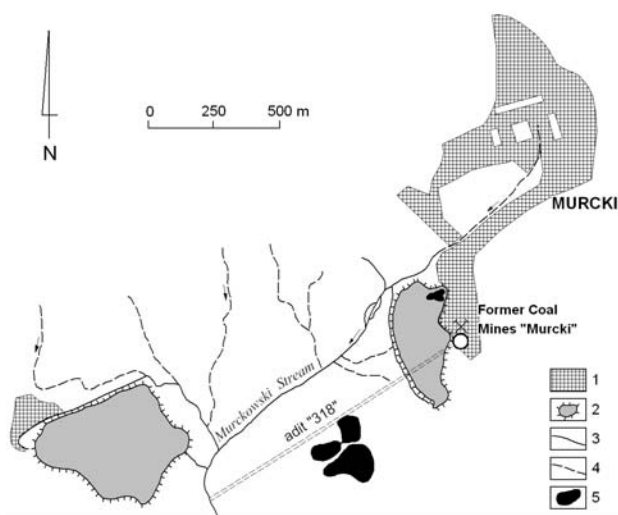 N
0 250 500 m
MURCKI
Former Coal
Mines "Murcki"
Murckowski Stream
adit "318"
1
2
3
4
5